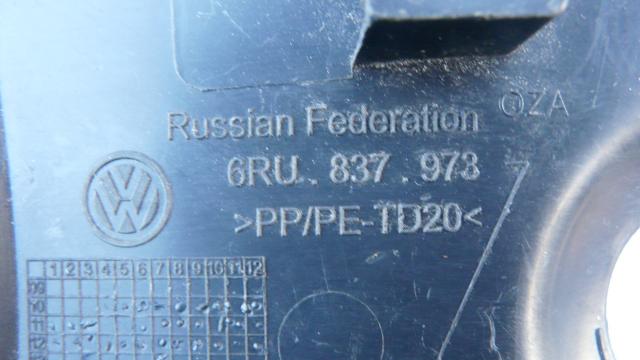 ZA
Russian Federation
6RU . 837 . 973
>PP/PE-TD20<
1 2 3 4 5 6 7 8 9 10 11 12